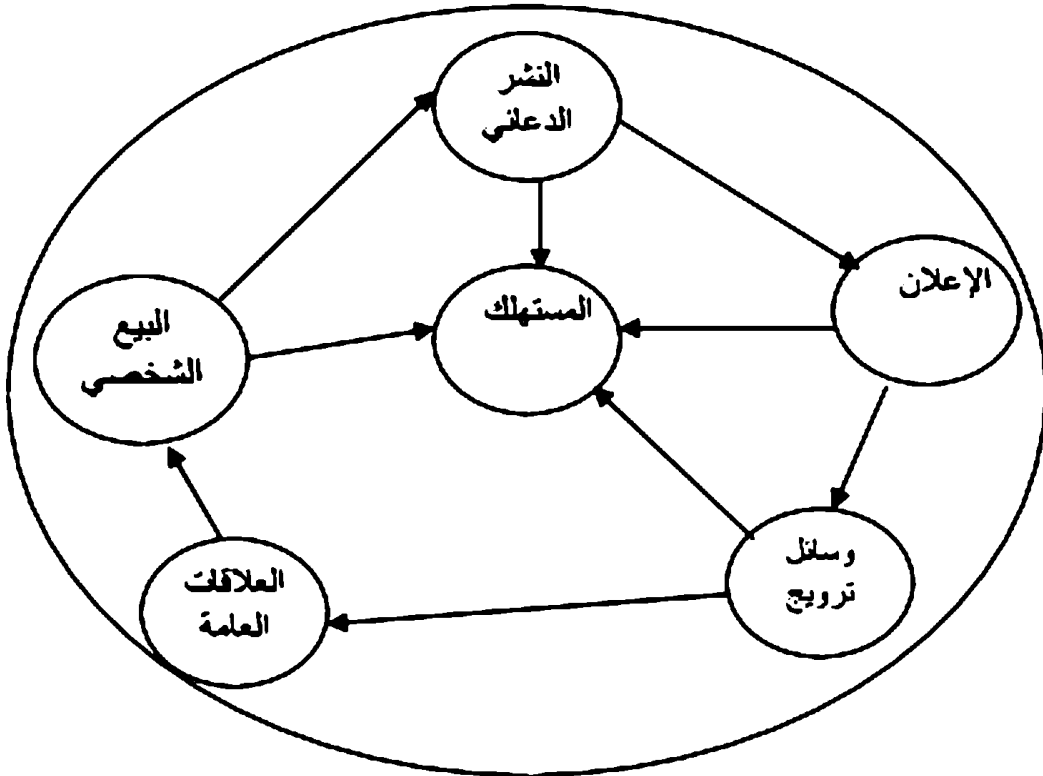 النشر
الدعائي
الإعلان
المستهلك
البيع
الشخصي
وسائل
ترويج
العلاقات
العامة